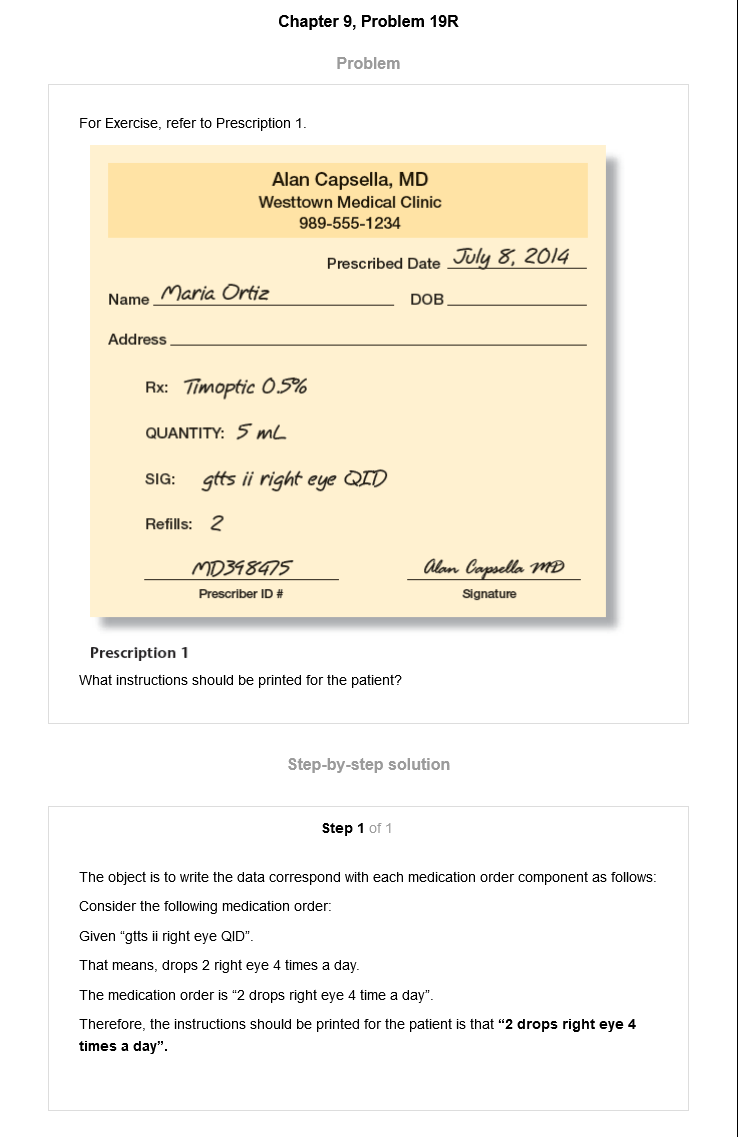 Chapter 9, Problem 19R
Problem
For Exercise, refer to Prescription 1.
Alan Capsella, MD
Westtown Medical Clinic
989-555-1234
Prescribed Date July 8, 2014
Name Maria Ortiz DOB
Address
Rx: Timoptic 0.5%
QUANTITY: 5 mL
SIG: gtts ii right eye QID
Refills: 2
MD398475 Alan Capsella MD
Prescriber ID # Signature
Prescription 1
What instructions should be printed for the patient?
Step-by-step solution
Step 1 of 1
The object is to write the data correspond with each medication order component as follows:
Consider the following medication order:
Given “gtts ii right eye QID”.
That means, drops 2 right eye 4 times a day.
The medication order is “2 drops right eye 4 time a day”.
Therefore, the instructions should be printed for the patient is that “2 drops right eye 4
times a day”.